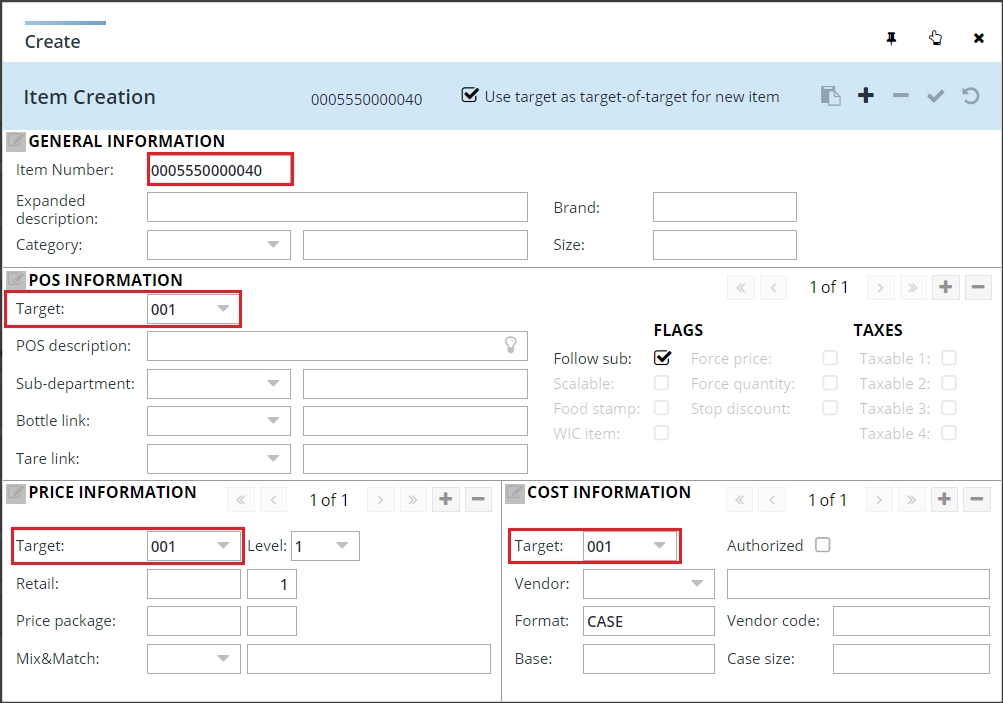 Create
Item Creation 0005550000040 Use target as target-of-target for new item
GENERAL INFORMATION
Item Number: 0005550000040
Expanded description: Brand:
Category: Size:
POS INFORMATION 1 of 1
Target: 001
FLAGS TAXES
POS description:
Follow sub: Force price: Taxable 1:
Sub-department: Scalable: Force quantity: Taxable 2:
Food stamp: Stop discount: Taxable 3:
Bottle link:
WIC item: Taxable 4:
Tare link:
PRICE INFORMATION 1 of 1
Target: 001 Level: 1
Retail: 1
Price package:
Mix&Match:
COST INFORMATION 1 of 1
Target: 001 Authorized
Vendor:
Format: CASE Vendor code:
Base: Case size: